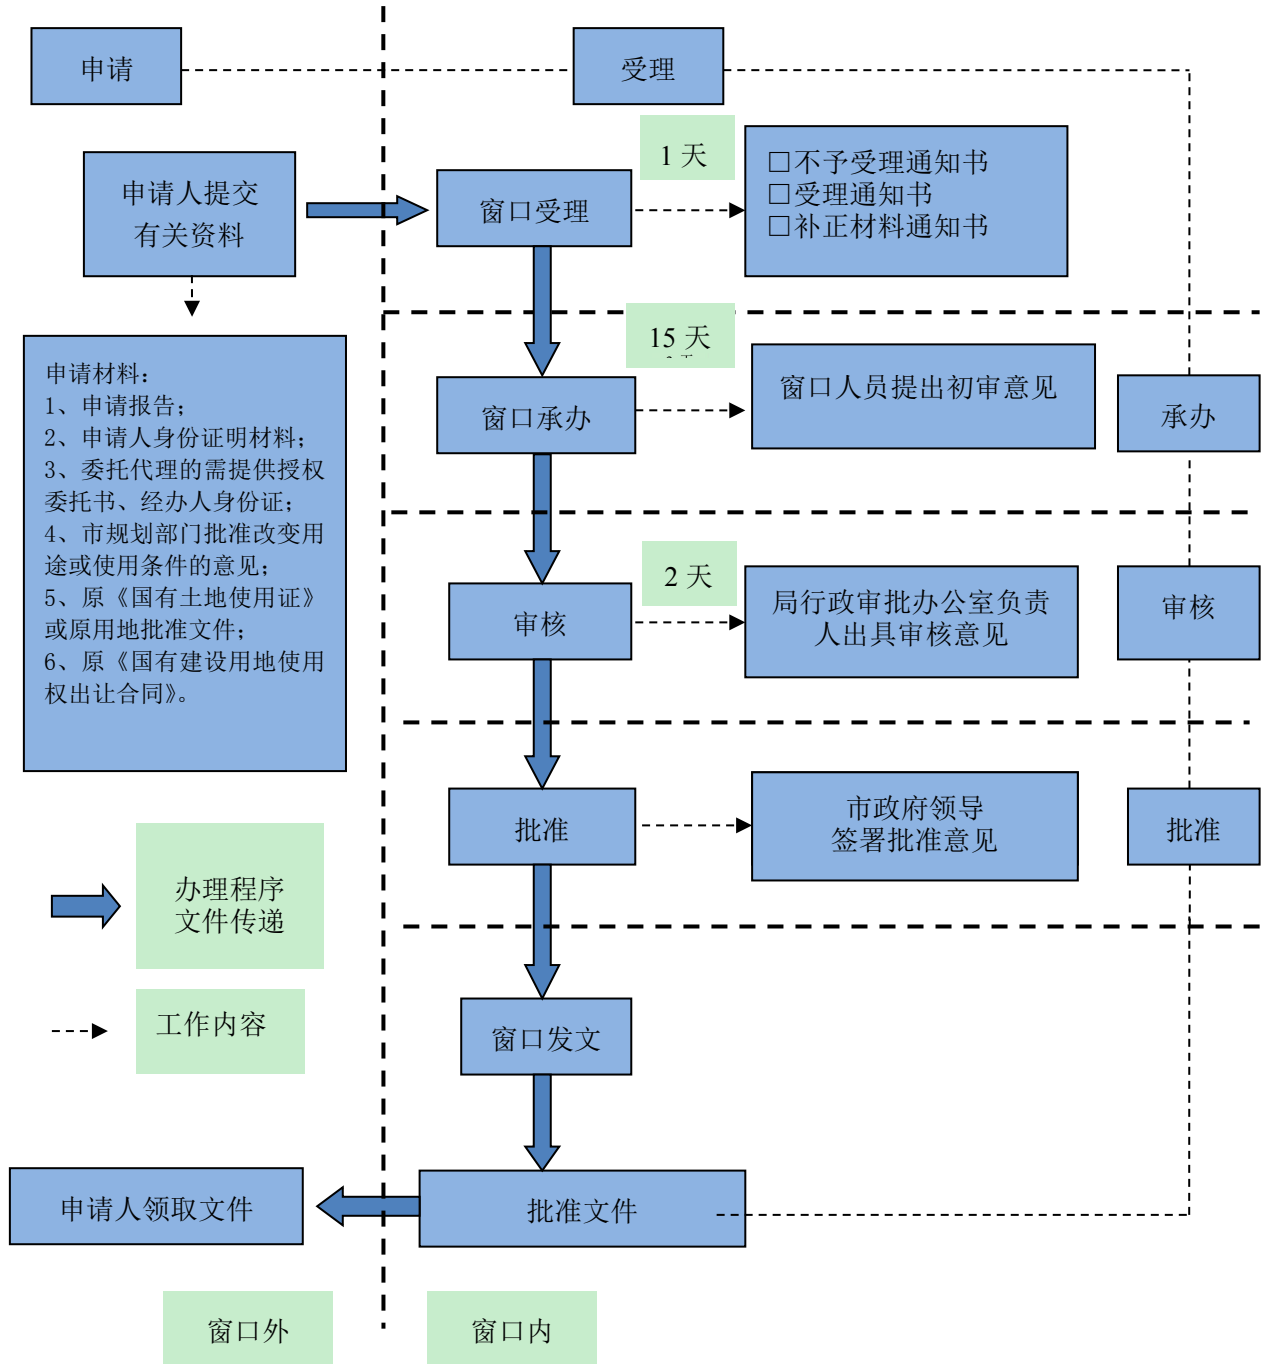 申请
受理
1 天
□不予受理通知书
□受理通知书
□补正材料通知书
申请人提交
有关资料
窗口受理
15 天
申请材料：
1、申请报告；
2、申请人身份证明材料；
3、委托代理的需提供授权
委托书、经办人身份证；
4、市规划部门批准改变用
途或使用条件的意见；
5、原《国有土地使用证》
或原用地批准文件；
6、原《国有建设用地使用
权出让合同》。
窗口承办
窗口人员提出初审意见
承办
2 天
审核
局行政审批办公室负责
人出具审核意见
审核
批准
市政府领导
签署批准意见
批准
办理程序
文件传递
工作内容
窗口发文
申请人领取文件
批准文件
窗口外
窗口内